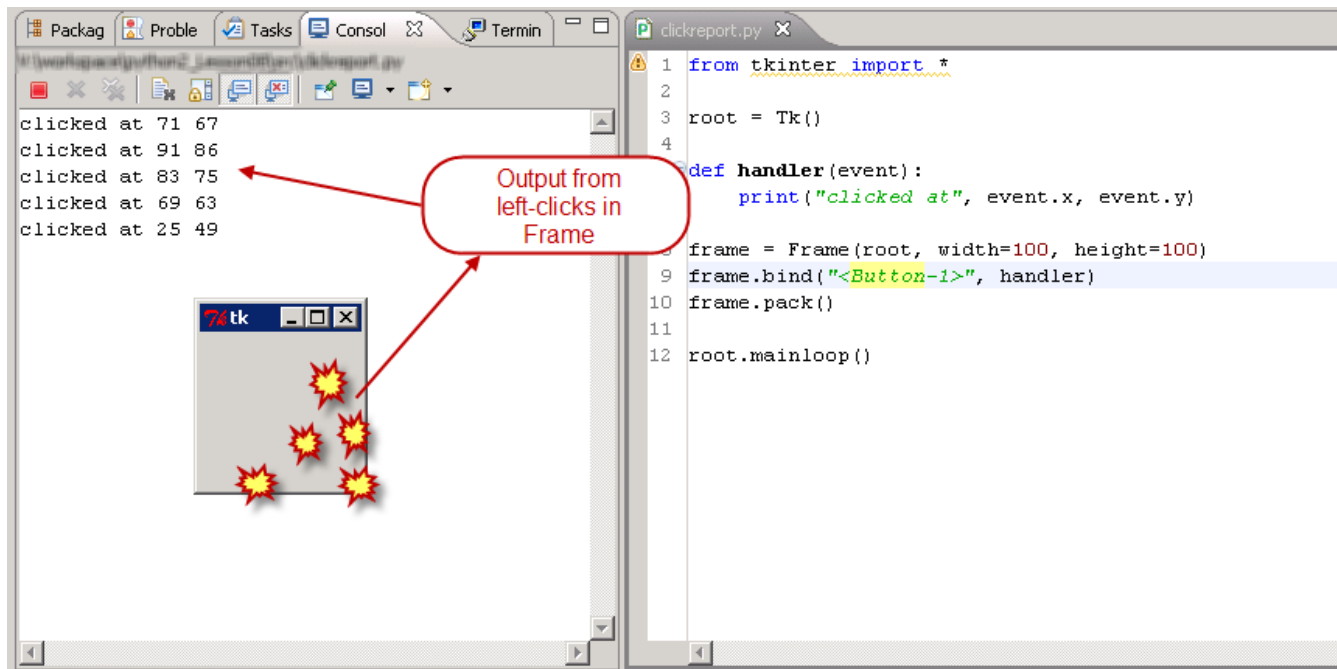 Packag Proble Tasks Consol Termin
clicked at 71 67
clicked at 91 86
clicked at 83 75
clicked at 69 63
clicked at 25 49
Output from
left-clicks in
Frame
tk
clickreport.py
1 from tkinter import *
2
3 root = Tk()
4
def handler(event):
print("clicked at", event.x, event.y)
frame = Frame(root, width=100, height=100)
9 frame.bind("<Button-1>", handler)
10 frame.pack()
11
12 root.mainloop()